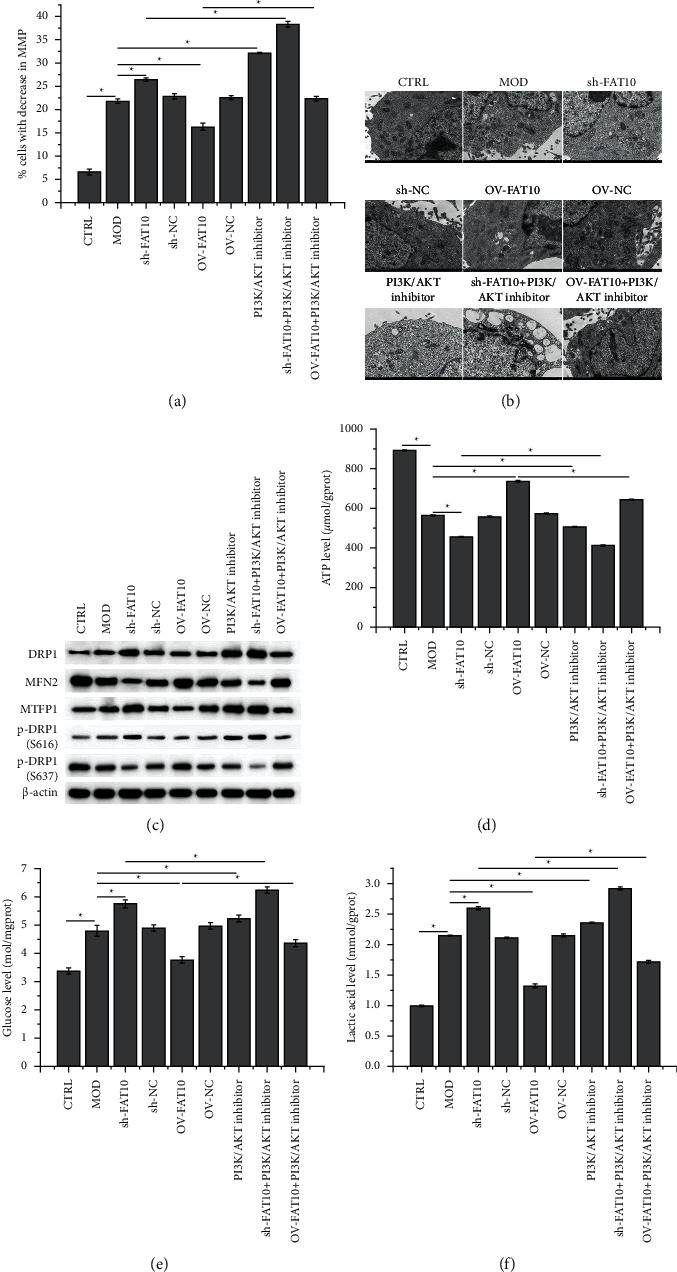 % cells with decrease in MMP
40
35
30
25
20
15
10
5
0
* * * * * *
CTRL
MOD
sh-FAT10
sh-NC
OV-FAT10
OV-NC
PI3K/AKT inhibitor
sh-FAT10+PI3K/AKT inhibitor
OV-FAT10+PI3K/AKT inhibitor
(a)
CTRL MOD sh-FAT10
sh-NC OV-FAT10 OV-NC
PI3K/AKT sh-FAT10+PI3K/ OV-FAT10+PI3K/
inhibitor AKT inhibitor AKT inhibitor
(b)
CTRL
MOD
sh-FAT10
sh-NC
OV-FAT10
OV-NC
PI3K/AKT inhibitor
sh-FAT10+PI3K/AKT inhibitor
OV-FAT10+PI3K/AKT inhibitor
DRP1
MFN2
MTFP1
p-DRP1
(S616)
p-DRP1
(S637)
β-actin
(c)
ATP level (μmol/gprot)
1000
800
600
400
200
0
* * * * * *
CTRL
MOD
sh-FAT10
sh-NC
OV-FAT10
OV-NC
PI3K/AKT inhibitor
sh-FAT10+PI3K/AKT inhibitor
OV-FAT10+PI3K/AKT inhibitor
(d)
Glucose level (mol/mgprot)
7
6
5
4
3
2
1
0
* * * * * *
CTRL
MOD
sh-FAT10
sh-NC
OV-FAT10
OV-NC
PI3K/AKT inhibitor
sh-FAT10+PI3K/AKT inhibitor
OV-FAT10+PI3K/AKT inhibitor
(e)
Lactic acid level (mmol/gprot)
3.0
2.5
2.0
1.5
1.0
0.5
0.0
* * * * * *
CTRL
MOD
sh-FAT10
sh-NC
OV-FAT10
OV-NC
PI3K/AKT inhibitor
sh-FAT10+PI3K/AKT inhibitor
OV-FAT10+PI3K/AKT inhibitor
(f)